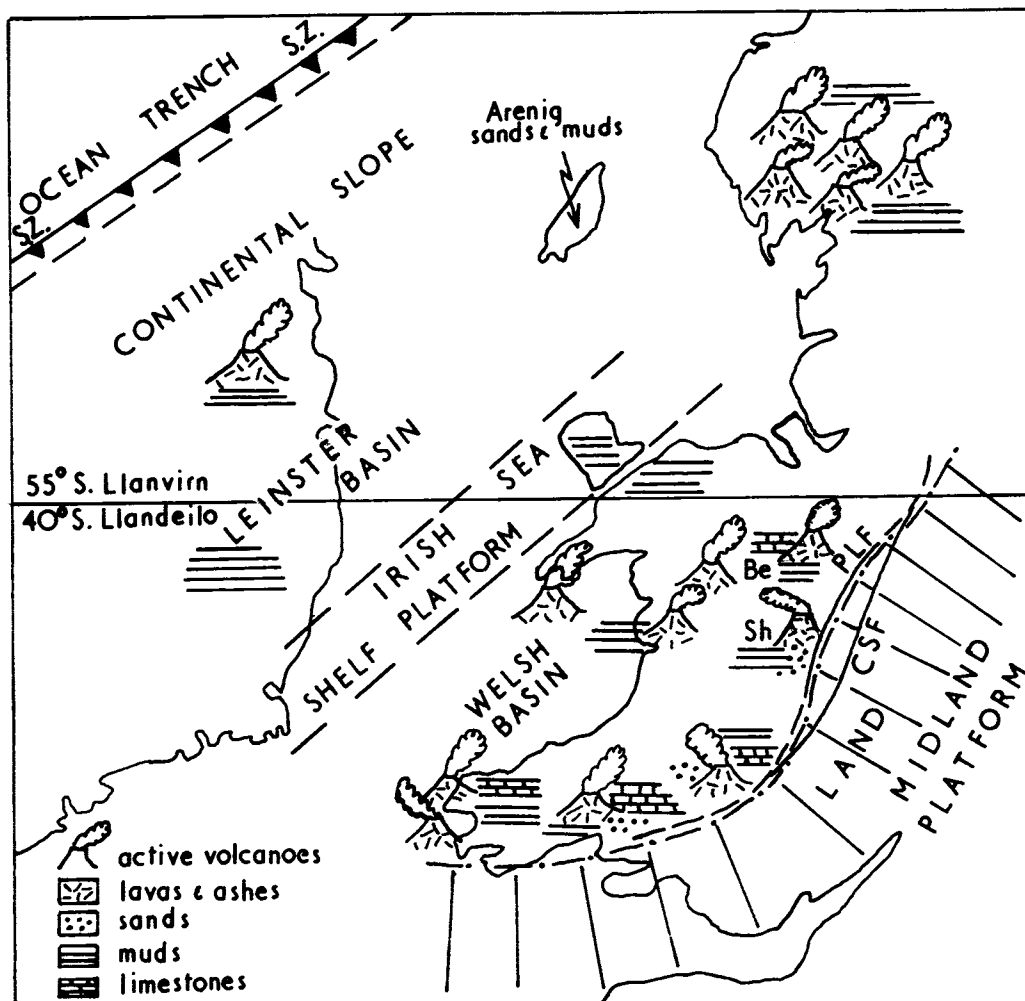 S.Z.
OCEAN TRENCH
S.Z.
CONTINENTAL SLOPE
Arenig
sands & muds
LEINSTER
BASIN
IRISH SEA
SHELF PLATFORM
55° S. Llanvirn
40° S. Llandeilo
WELSH
BASIN
Be
Sh
PLF
CSF
LAND
MIDLAND
PLATFORM
active volcanoes
lavas & ashes
sands
muds
limestones